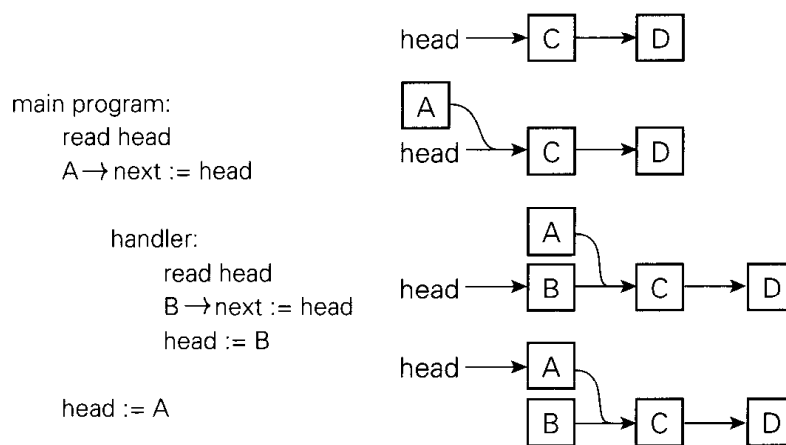 head → C → D
main program:
read head
A → next := head
A
head → C → D
handler:
read head
B → next := head
head := B
A
head → B → C → D
head := A
head → A
B → C → D